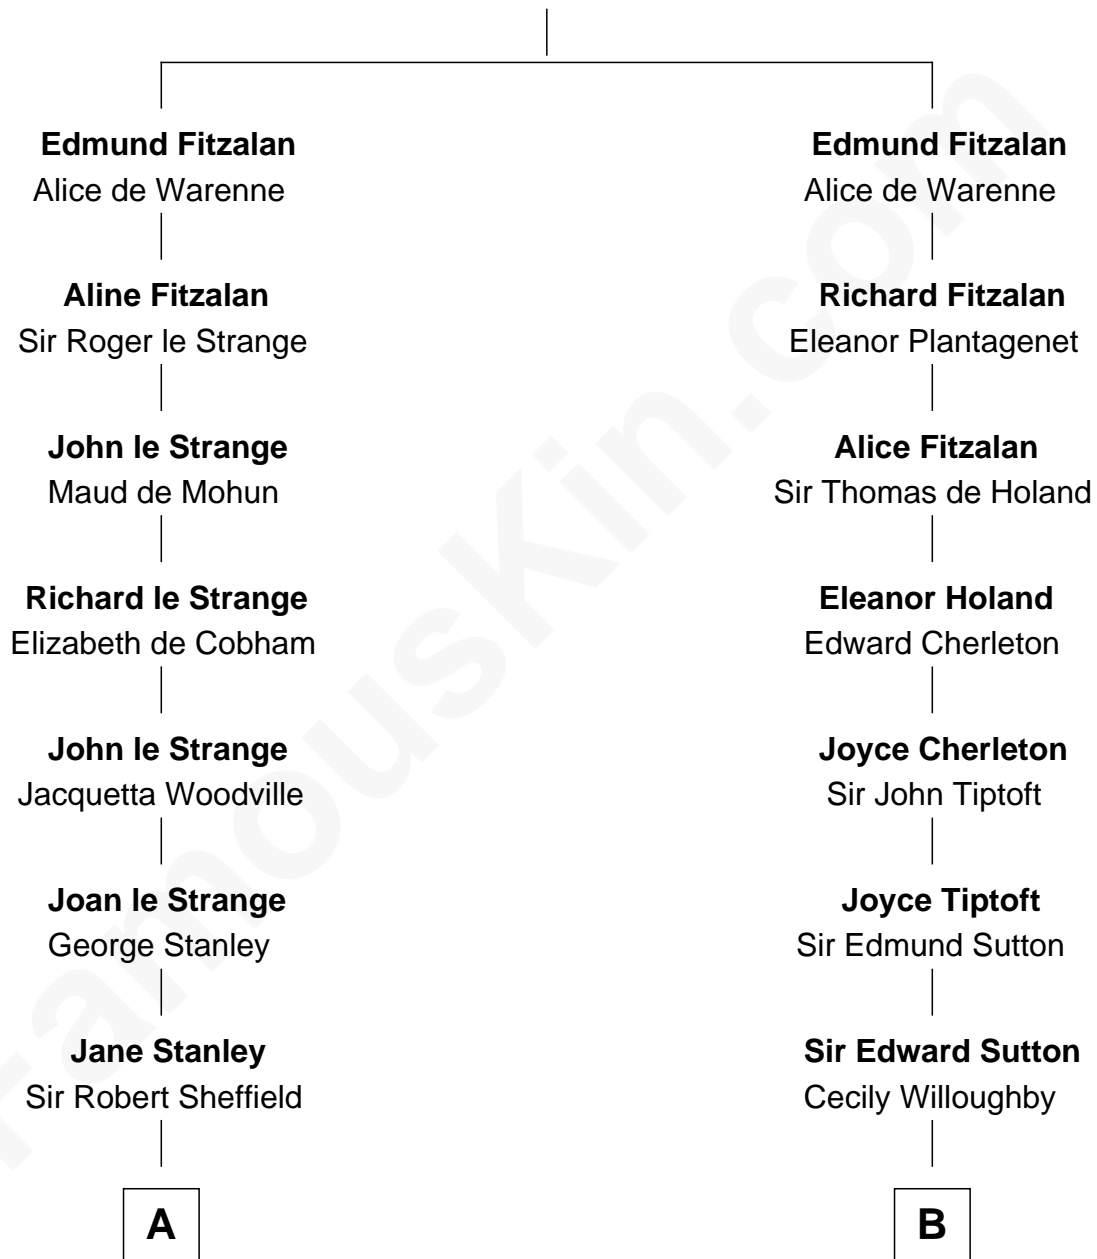 Edmund Fitzalan
Alice de Warenne
Aline Fitzalan
Sir Roger le Strange
John le Strange
Maud de Mohun
Richard le Strange
Elizabeth de Cobham
John le Strange
Jacquetta Woodville
Joan le Strange
George Stanley
Jane Stanley
Sir Robert Sheffield
A
Edmund Fitzalan
Alice de Warenne
Richard Fitzalan
Eleanor Plantagenet
Alice Fitzalan
Sir Thomas de Holand
Eleanor Holand
Edward Cherleton
Joyce Cherleton
Sir John Tiptoft
Joyce Tiptoft
Sir Edmund Sutton
Sir Edward Sutton
Cecily Willoughby
B
FamousKin.com